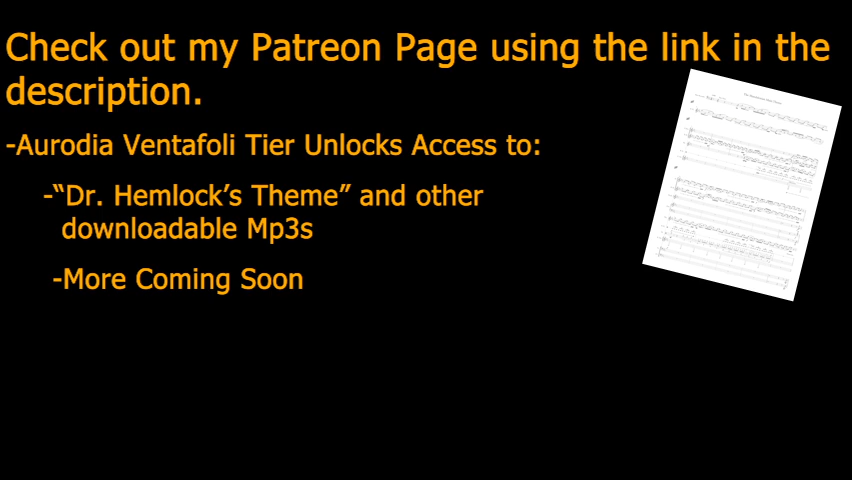 Check out my Patreon Page using the link in the
description.
-Aurodia Ventafoli Tier Unlocks Access to:
-“Dr. Hemlock’s Theme” and other
downloadable Mp3s
-More Coming Soon